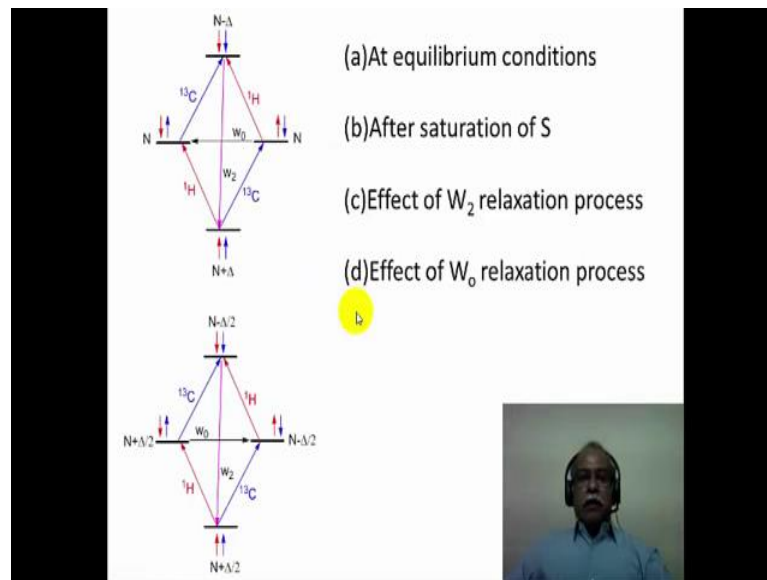 N-Δ
(a)At equilibrium conditions
¹³C
¹H
(b)After saturation of S
N
W₀
N
W₂
¹H
¹³C
(c)Effect of W₂ relaxation process
N+Δ
(d)Effect of W₀ relaxation process
N-Δ/2
¹³C
¹H
N+Δ/2
W₀
N-Δ/2
W₂
¹H
¹³C
N+Δ/2